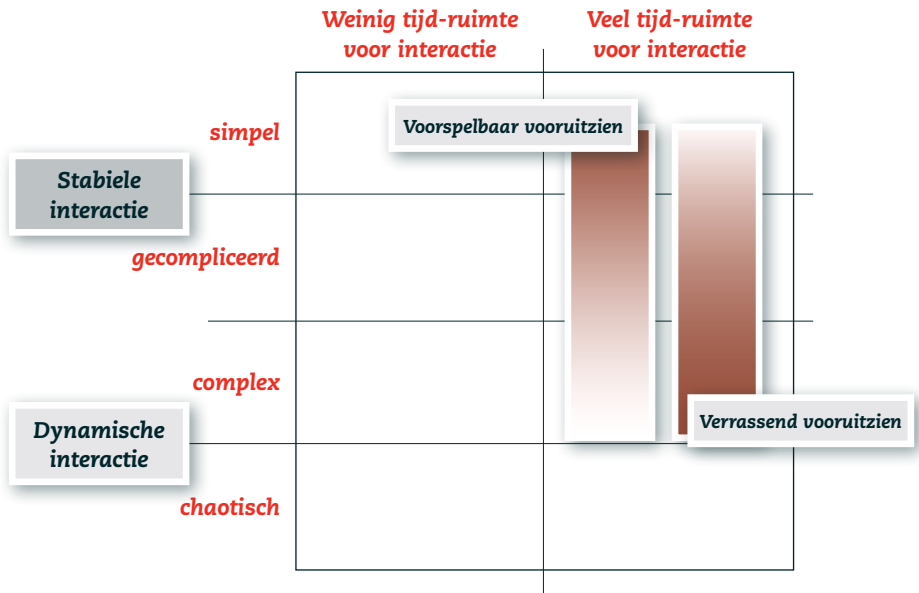 Weinig tijd-ruimte
voor interactie
Veel tijd-ruimte
voor interactie
simpel
Voorspelbaar vooruitzien
Stabiele
interactie
gecompliceerd
complex
Verrassend vooruitzien
Dynamische
interactie
chaotisch